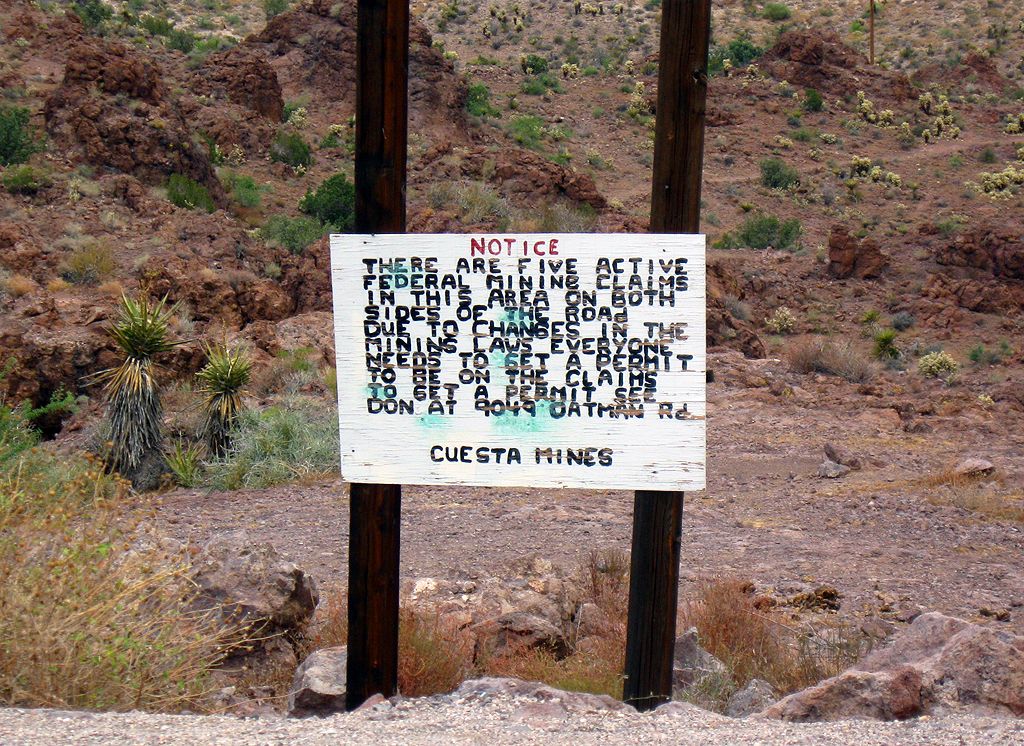 NOTICE
THERE ARE FIVE ACTIVE
FEDERAL MINING CLAIMS
IN THIS AREA ON BOTH
SIDES OF THE ROAD
DUE TO CHANGES IN THE
MINING LAWS EVERYONE
NEEDS TO GET A PERMIT
TO BE ON THE CLAIMS
TO GET A PERMIT SEE
DON AT 9049 OATMAN Rd.
CUESTA MINES